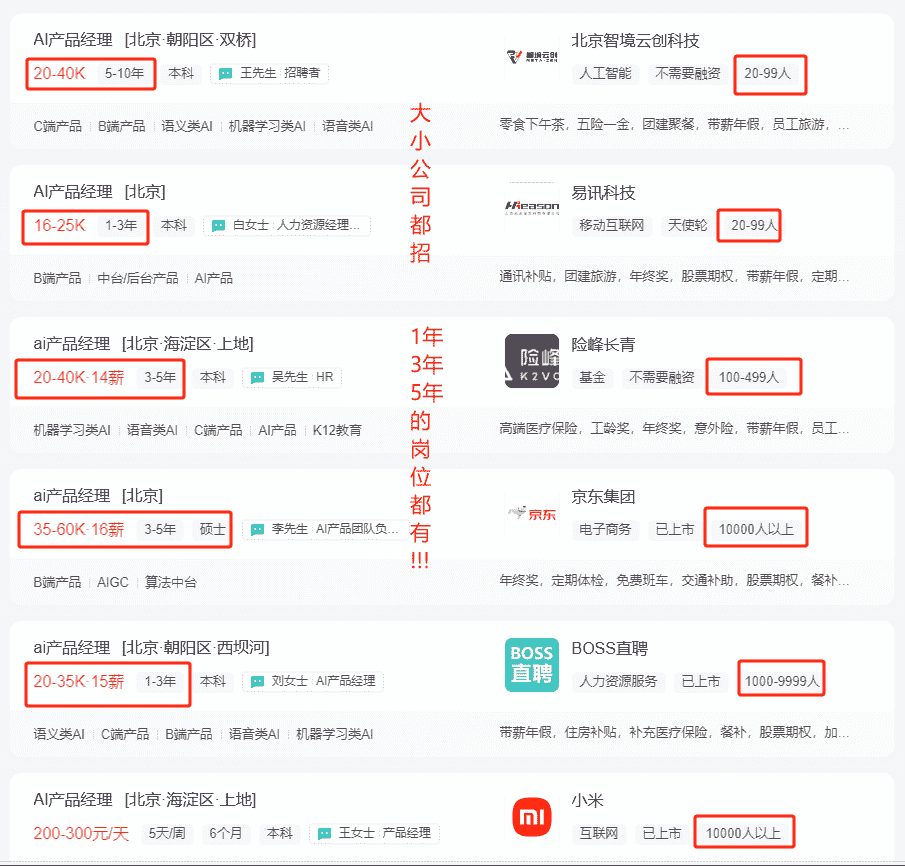 AI产品经理 [北京·朝阳区·双桥]
20-40K 5-10年 本科 王先生 招聘者
C端产品 B端产品 语义类AI 机器学习类AI 语音类AI
北京智境云创科技
人工智能 不需要融资 20-99人
零食下午茶，五险一金，团建聚餐，带薪年假，员工旅游，...
AI产品经理 [北京]
16-25K 1-3年 本科 白女士 人力资源经理...
B端产品 中台/后台产品 AI产品
易讯科技
移动互联网 天使轮 20-99人
通讯补贴，团建旅游，年终奖，股票期权，带薪年假，定期...
ai产品经理 [北京·海淀区·上地]
20-40K·14薪 3-5年 本科 吴先生 HR
机器学习类AI 语音类AI C端产品 AI产品 K12教育
险峰
K2VC
险峰长青
基金 不需要融资 100-499人
高端医疗保险，工龄奖，年终奖，意外险，带薪年假，员工...
ai产品经理 [北京]
35-60K·16薪 3-5年 硕士 李先生 AI产品团队负...
B端产品 AIGC 算法中台
京东
京东集团
电子商务 已上市 10000人以上
年终奖，定期体检，免费班车，交通补助，股票期权，餐补...
ai产品经理 [北京·朝阳区·西坝河]
20-35K·15薪 1-3年 本科 刘女士 AI产品经理
语义类AI C端产品 B端产品 语音类AI 机器学习类AI
BOSS
直聘
BOSS直聘
人力资源服务 已上市 1000-9999人
带薪年假，住房补贴，补充医疗保险，餐补，股票期权，加...
AI产品经理 [北京·海淀区·上地]
200-300元/天 5天/周 6个月 本科 王女士 产品经理
小米
互联网 已上市 10000人以上
大小公司都招
1年3年5年的岗位都有!!!